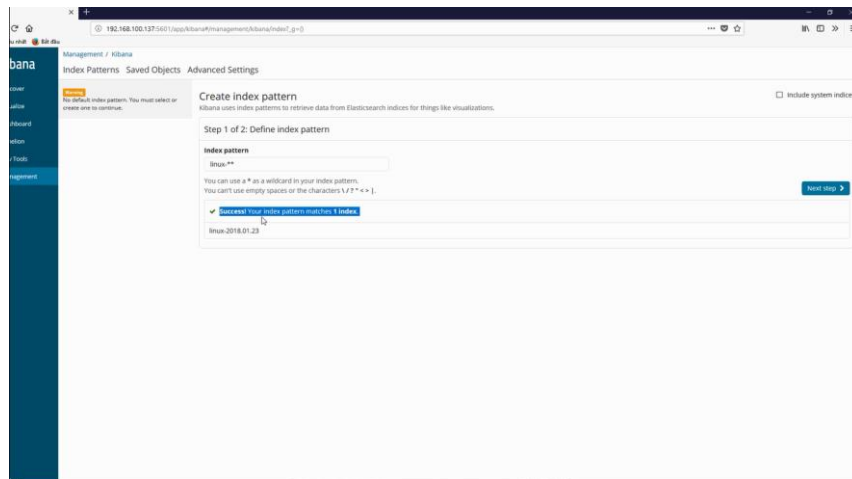 192.168.100.137:5601/app/kibana#/management/kibana/index?_g=()
Bắt đầu
bana
Management / Kibana
Index Patterns Saved Objects Advanced Settings
Warning
No default index pattern. You must select or
create one to continue.
Create index pattern
Kibana uses index patterns to retrieve data from Elasticsearch indices for things like visualizations.
Include system indice
Step 1 of 2: Define index pattern
Index pattern
linux-**
You can use a * as a wildcard in your index pattern.
You can't use empty spaces or the characters \ / ? " < > |.
Next step
Success! Your index pattern matches 1 index.
linux-2018.01.23
cover
ualize
hboard
elion
Tools
nagement